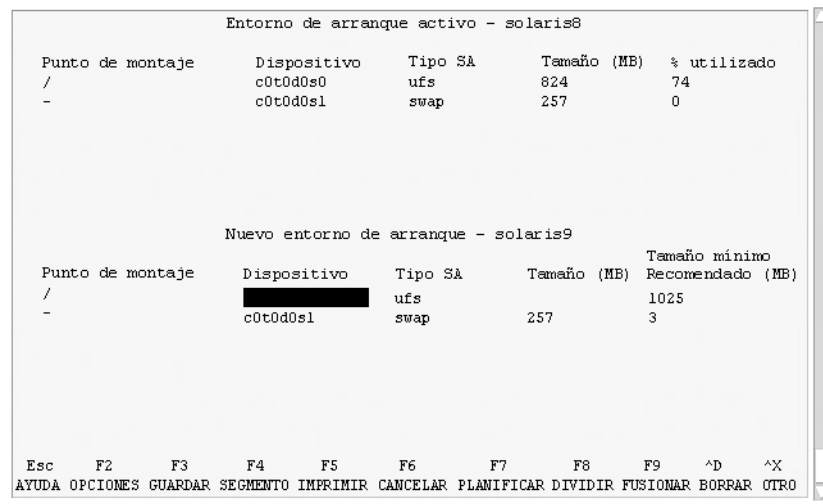 Entorno de arranque activo - solaris8
Punto de montaje Dispositivo Tipo SA Tamaño (MB) % utilizado
/ c0t0d0s0 ufs 824 74
- c0t0d0s1 swap 257 0
Nuevo entorno de arranque - solaris9
Tamaño mínimo
Punto de montaje Dispositivo Tipo SA Tamaño (MB) Recomendado (MB)
/ ufs 1025
- c0t0d0s1 swap 257 3
Esc F2 F3 F4 F5 F6 F7 F8 F9 ^D ^X
AYUDA OPCIONES GUARDAR SEGMENTO IMPRIMIR CANCELAR PLANIFICAR DIVIDIR FUSIONAR BORRAR OTRO